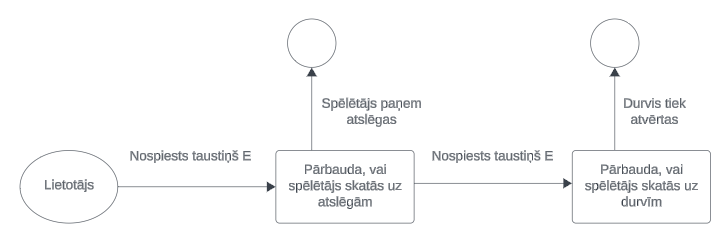 Spēlētājs paņem
atslēgas
Durvis tiek
atvērtas
Nospiests taustiņš E
Nospiests taustiņš E
Lietotājs
Pārbauda, vai
spēlētājs skatās uz
atslēgām
Pārbauda, vai
spēlētājs skatās uz
durvīm